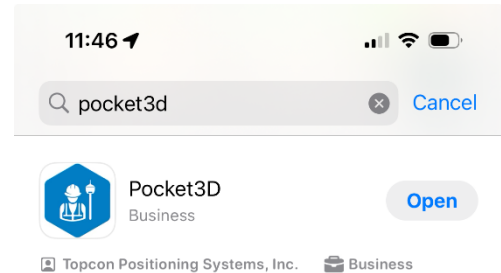 11:46
pocket3d Cancel
Pocket3D
Business
Open
Topcon Positioning Systems, Inc. Business